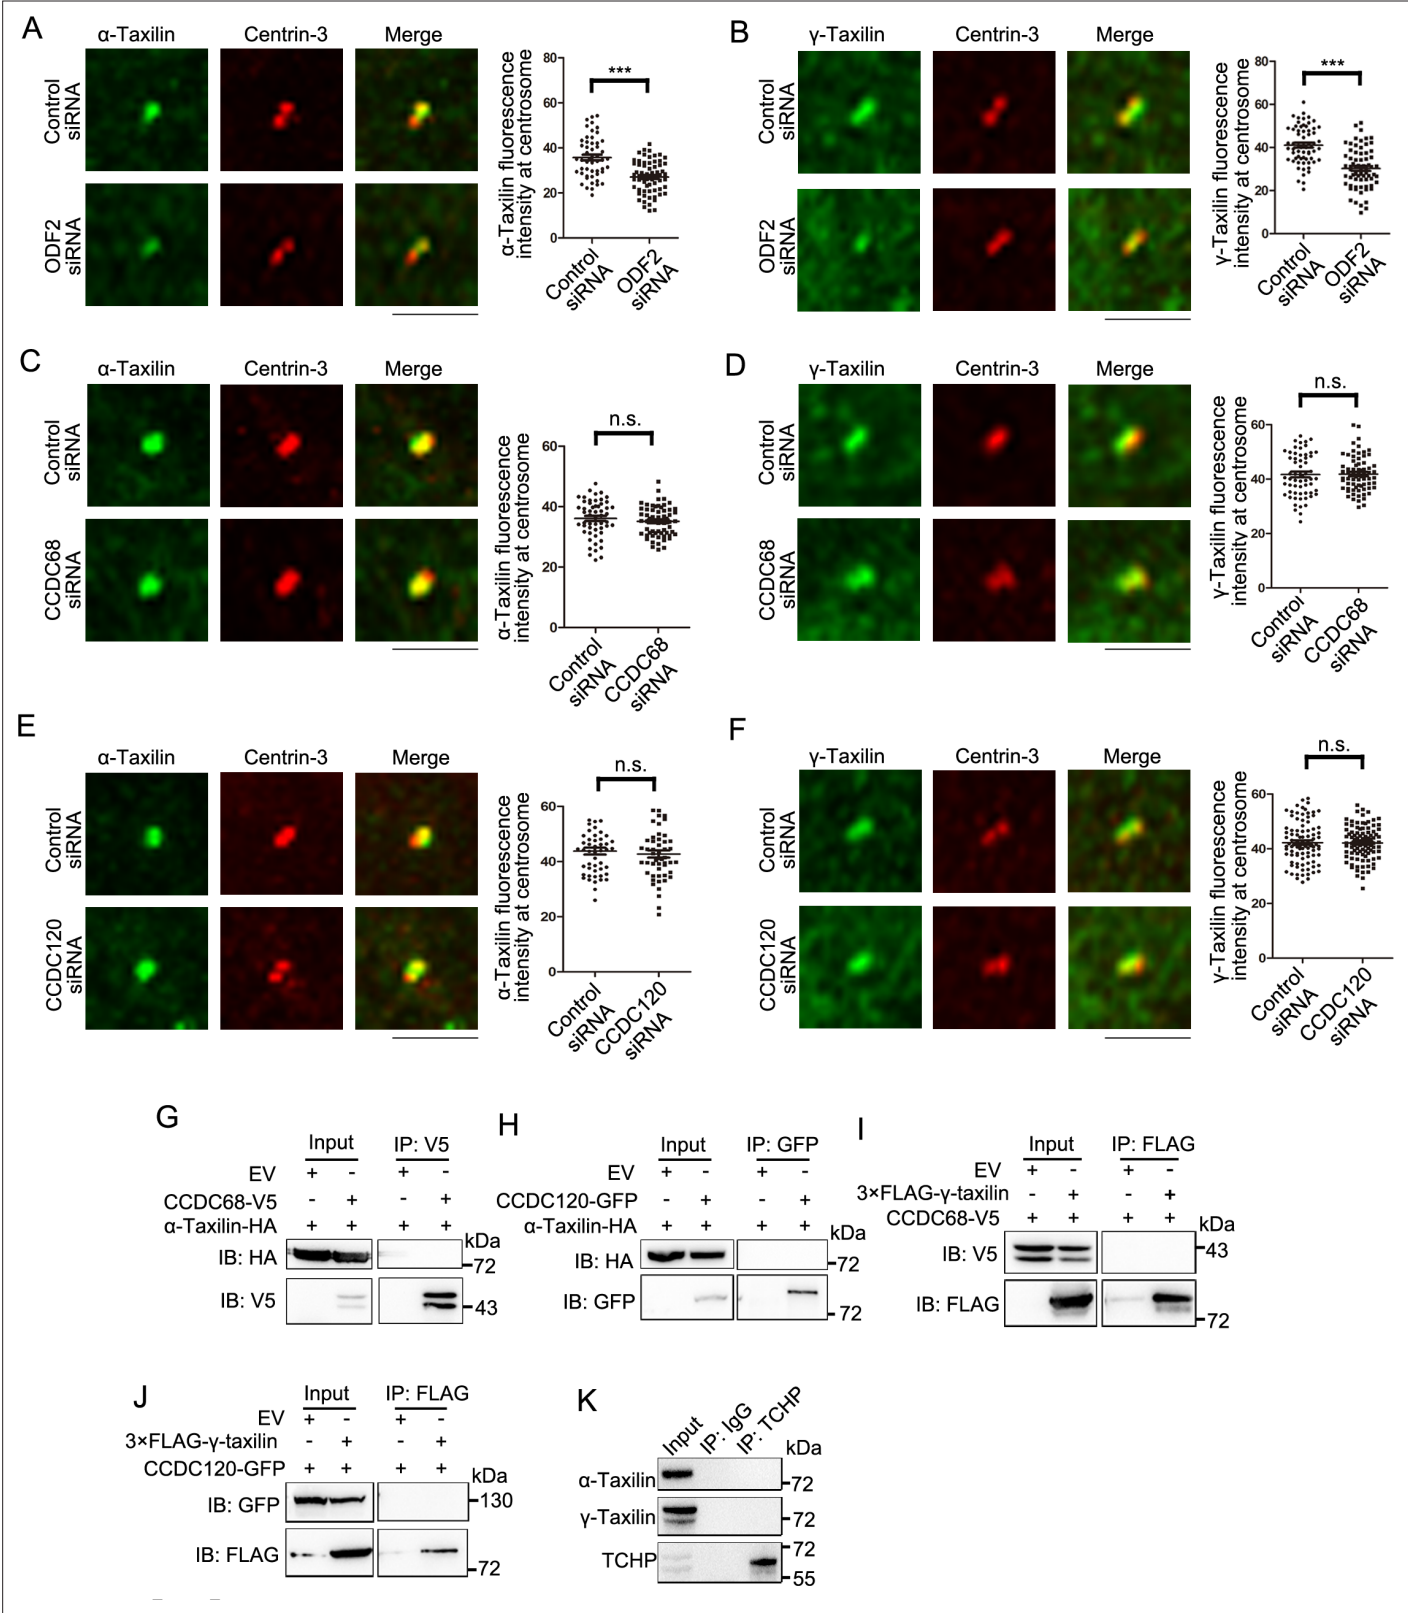 A
α-Taxilin Centrin-3 Merge
Control siRNA
ODF2 siRNA
α-Taxilin fluorescence intensity at centrosome
80
60
40
20
0
***
Control siRNA
ODF2 siRNA
B
γ-Taxilin Centrin-3 Merge
Control siRNA
ODF2 siRNA
γ-Taxilin fluorescence intensity at centrosome
80
60
40
20
0
***
Control siRNA
ODF2 siRNA
C
α-Taxilin Centrin-3 Merge
Control siRNA
CCDC68 siRNA
α-Taxilin fluorescence intensity at centrosome
60
40
20
0
n.s.
Control siRNA
CCDC68 siRNA
D
γ-Taxilin Centrin-3 Merge
Control siRNA
CCDC68 siRNA
γ-Taxilin fluorescence intensity at centrosome
60
40
20
0
n.s.
Control siRNA
CCDC68 siRNA
E
α-Taxilin Centrin-3 Merge
Control siRNA
CCDC120 siRNA
α-Taxilin fluorescence intensity at centrosome
60
40
20
0
n.s.
Control siRNA
CCDC120 siRNA
F
γ-Taxilin Centrin-3 Merge
Control siRNA
CCDC120 siRNA
γ-Taxilin fluorescence intensity at centrosome
60
40
20
0
n.s.
Control siRNA
CCDC120 siRNA
G
Input IP: V5
EV + - + -
CCDC68-V5 - + - +
α-Taxilin-HA + + + +
kDa
IB: HA 72
IB: V5 43
H
Input IP: GFP
EV + - + -
CCDC120-GFP - + - +
α-Taxilin-HA + + + +
kDa
IB: HA 72
IB: GFP 72
I
Input IP: FLAG
EV + - + -
3×FLAG-γ-taxilin - + - +
CCDC68-V5 + + + +
kDa
IB: V5 43
IB: FLAG 72
J
Input IP: FLAG
EV + - + -
3×FLAG-γ-taxilin - + - +
CCDC120-GFP + + + +
kDa
IB: GFP 130
IB: FLAG 72
K
Input IP: IgG IP: TCHP
kDa
α-Taxilin 72
γ-Taxilin 72
TCHP 72
55